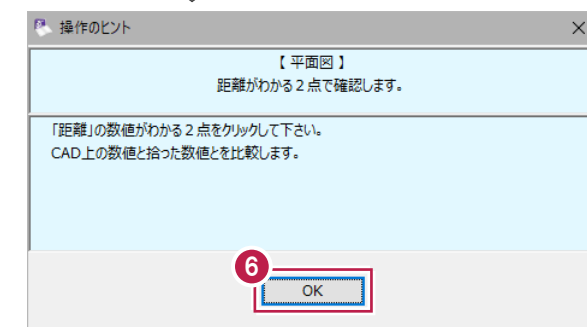 操作のヒント
【 平面図 】
距離がわかる２点で確認します。
「距離」の数値がわかる２点をクリックして下さい。
CAD上の数値と拾った数値とを比較します。
6
OK